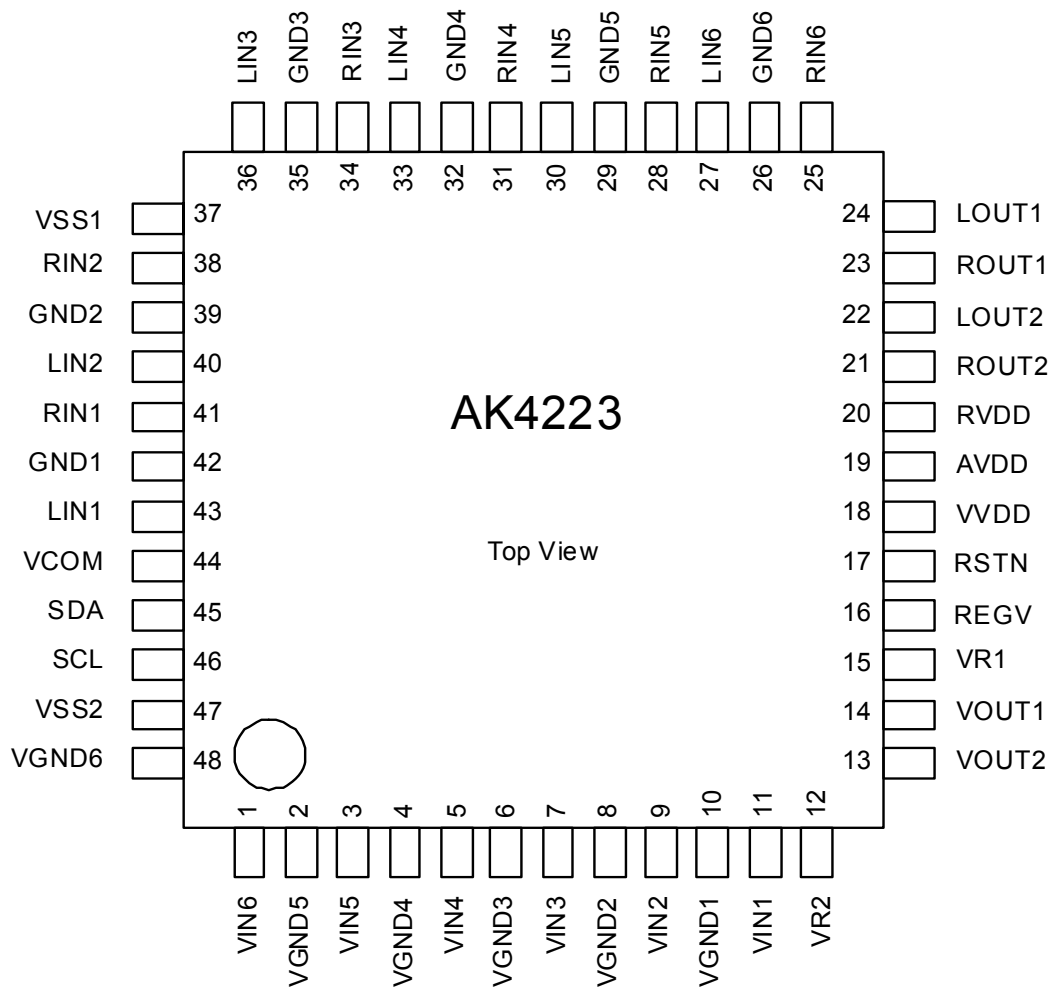 LIN3 GND3 RIN3 LIN4 GND4 RIN4 LIN5 GND5 RIN5 LIN6 GND6 RIN6
36 35 34 33 32 31 30 29 28 27 26 25
VSS1 37 24 LOUT1
RIN2 38 23 ROUT1
GND2 39 22 LOUT2
LIN2 40 21 ROUT2
RIN1 41 AK4223 20 RVDD
GND1 42 19 AVDD
LIN1 43 18 VVDD
VCOM 44 Top View 17 RSTN
SDA 45 16 REGV
SCL 46 15 VR1
VSS2 47 14 VOUT1
VGND6 48 13 VOUT2
1 2 3 4 5 6 7 8 9 10 11 12
VIN6 VGND5 VIN5 VGND4 VIN4 VGND3 VIN3 VGND2 VIN2 VGND1 VIN1 VR2